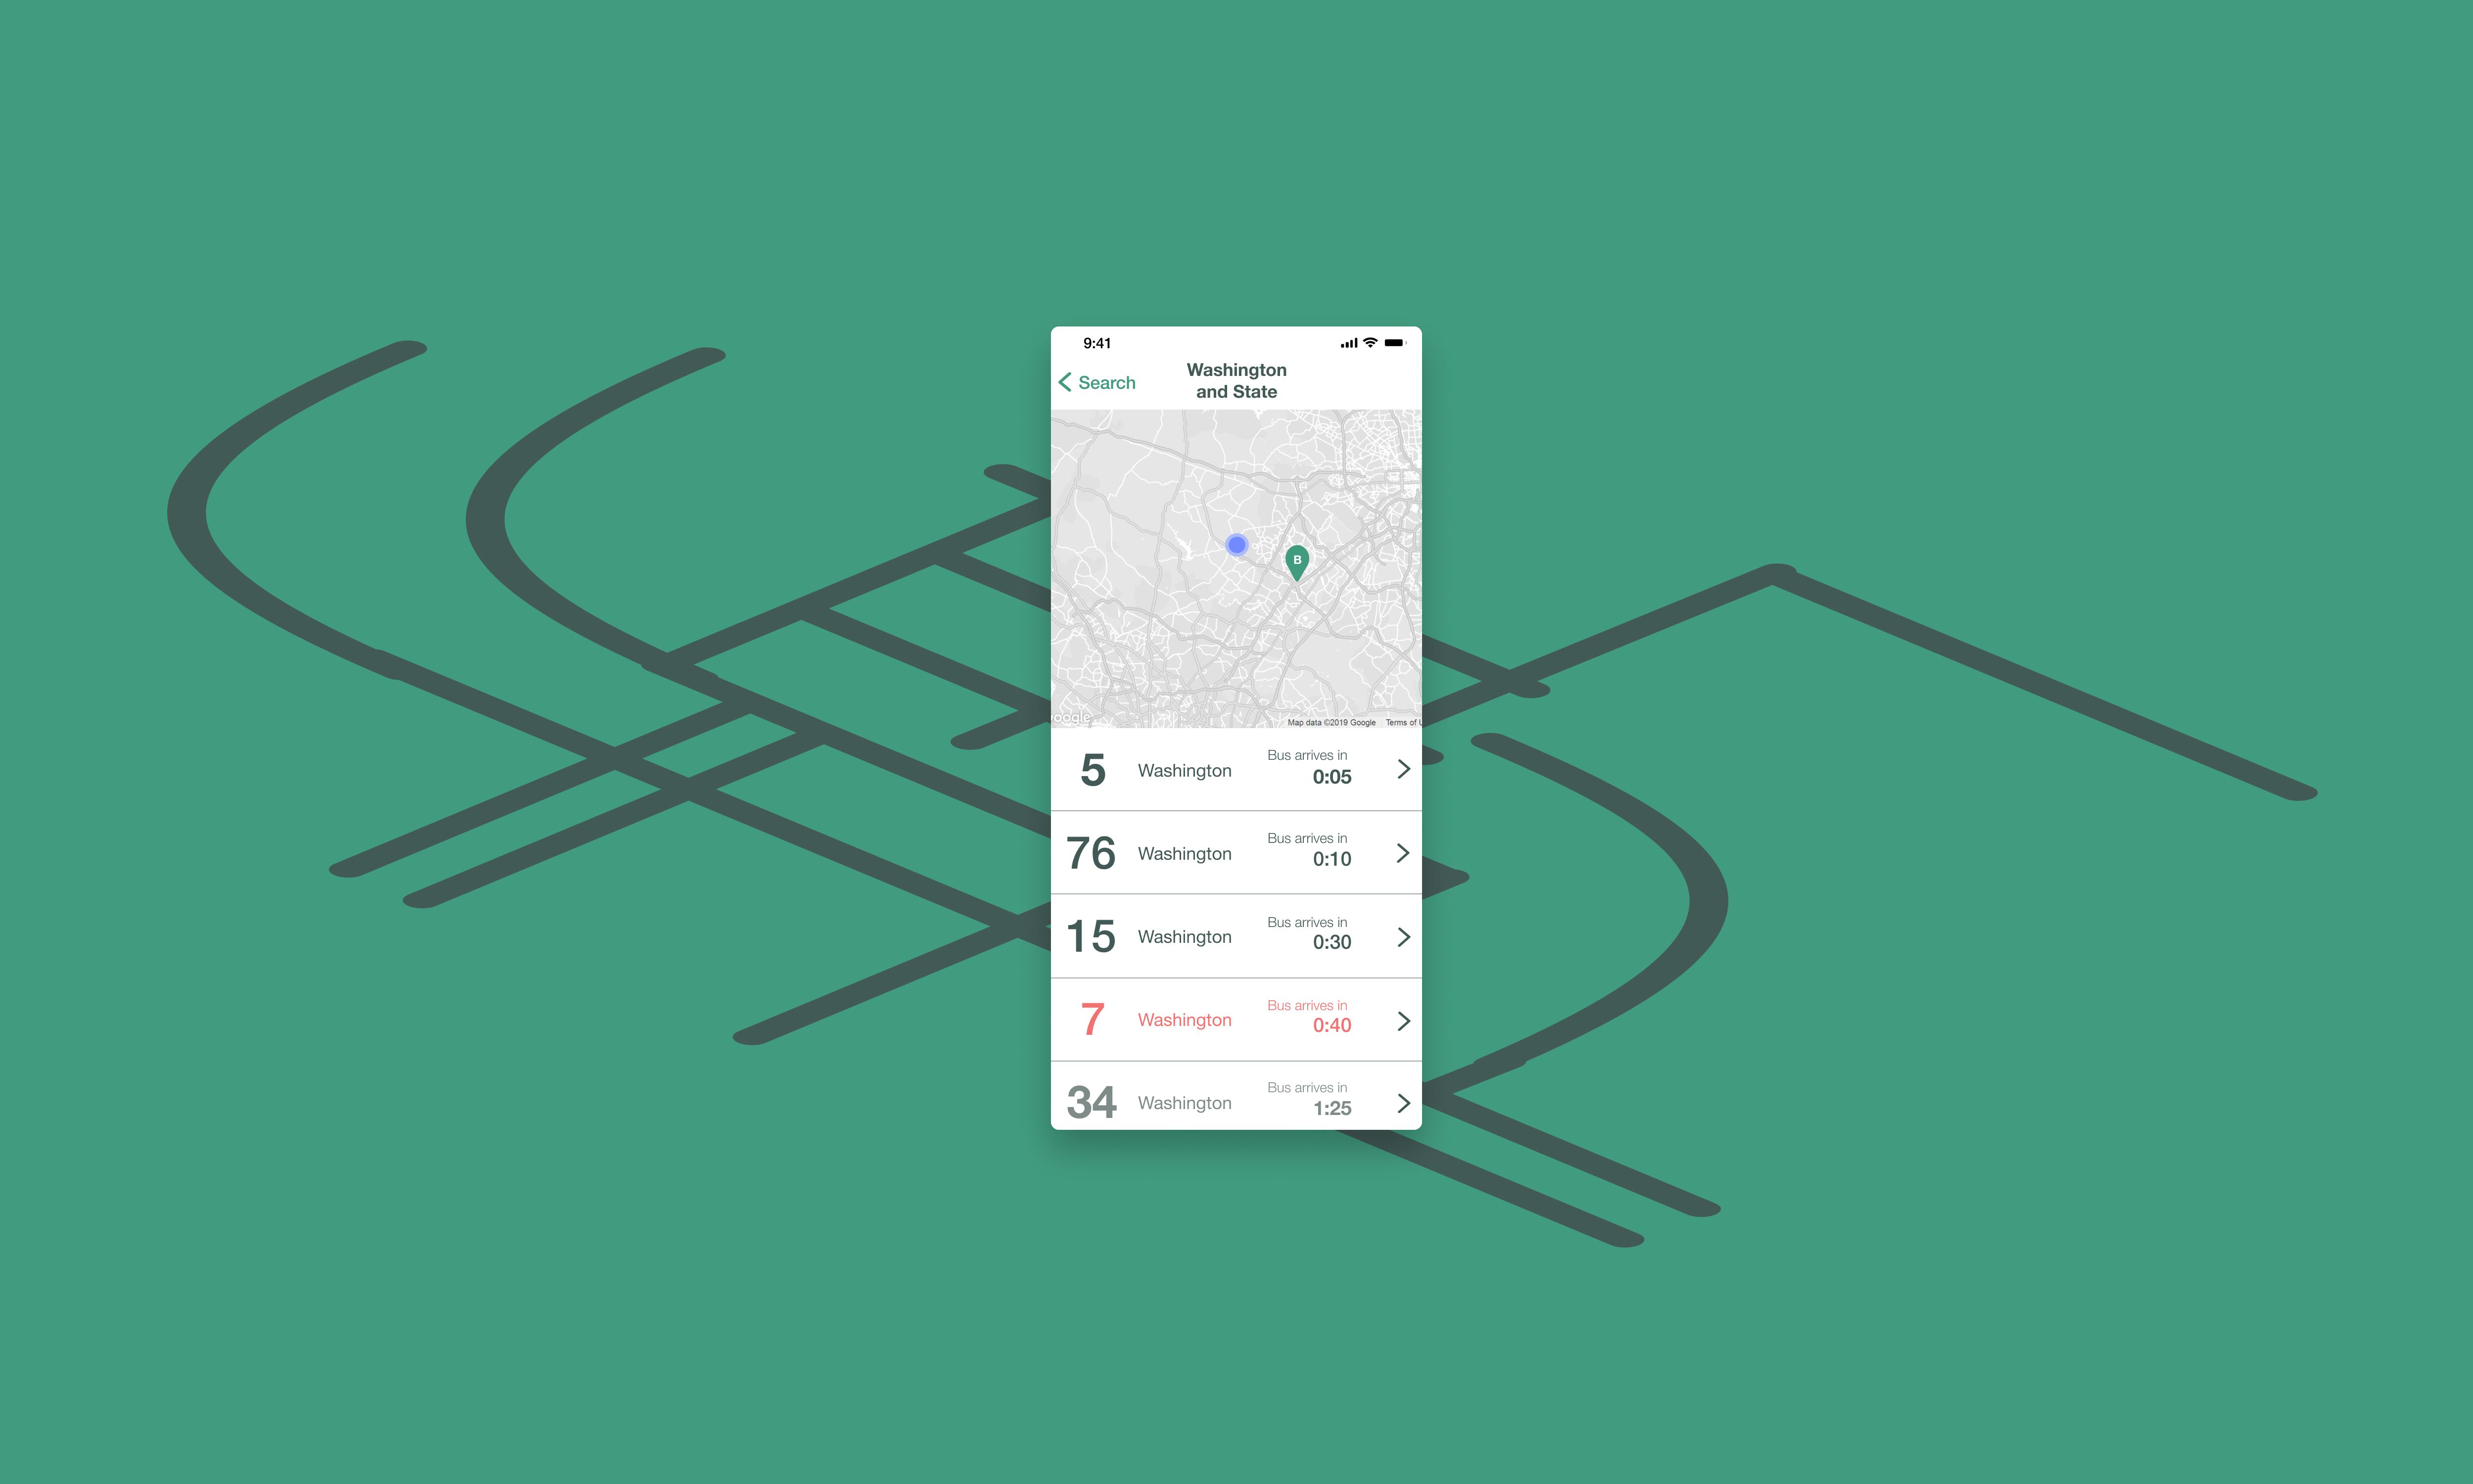 9:41
Search
Washington
and State
B
oogle
Map data ©2019 Google Terms of U
5 Washington Bus arrives in
0:05
76 Washington Bus arrives in
0:10
15 Washington Bus arrives in
0:30
7 Washington Bus arrives in
0:40
34 Washington Bus arrives in
1:25